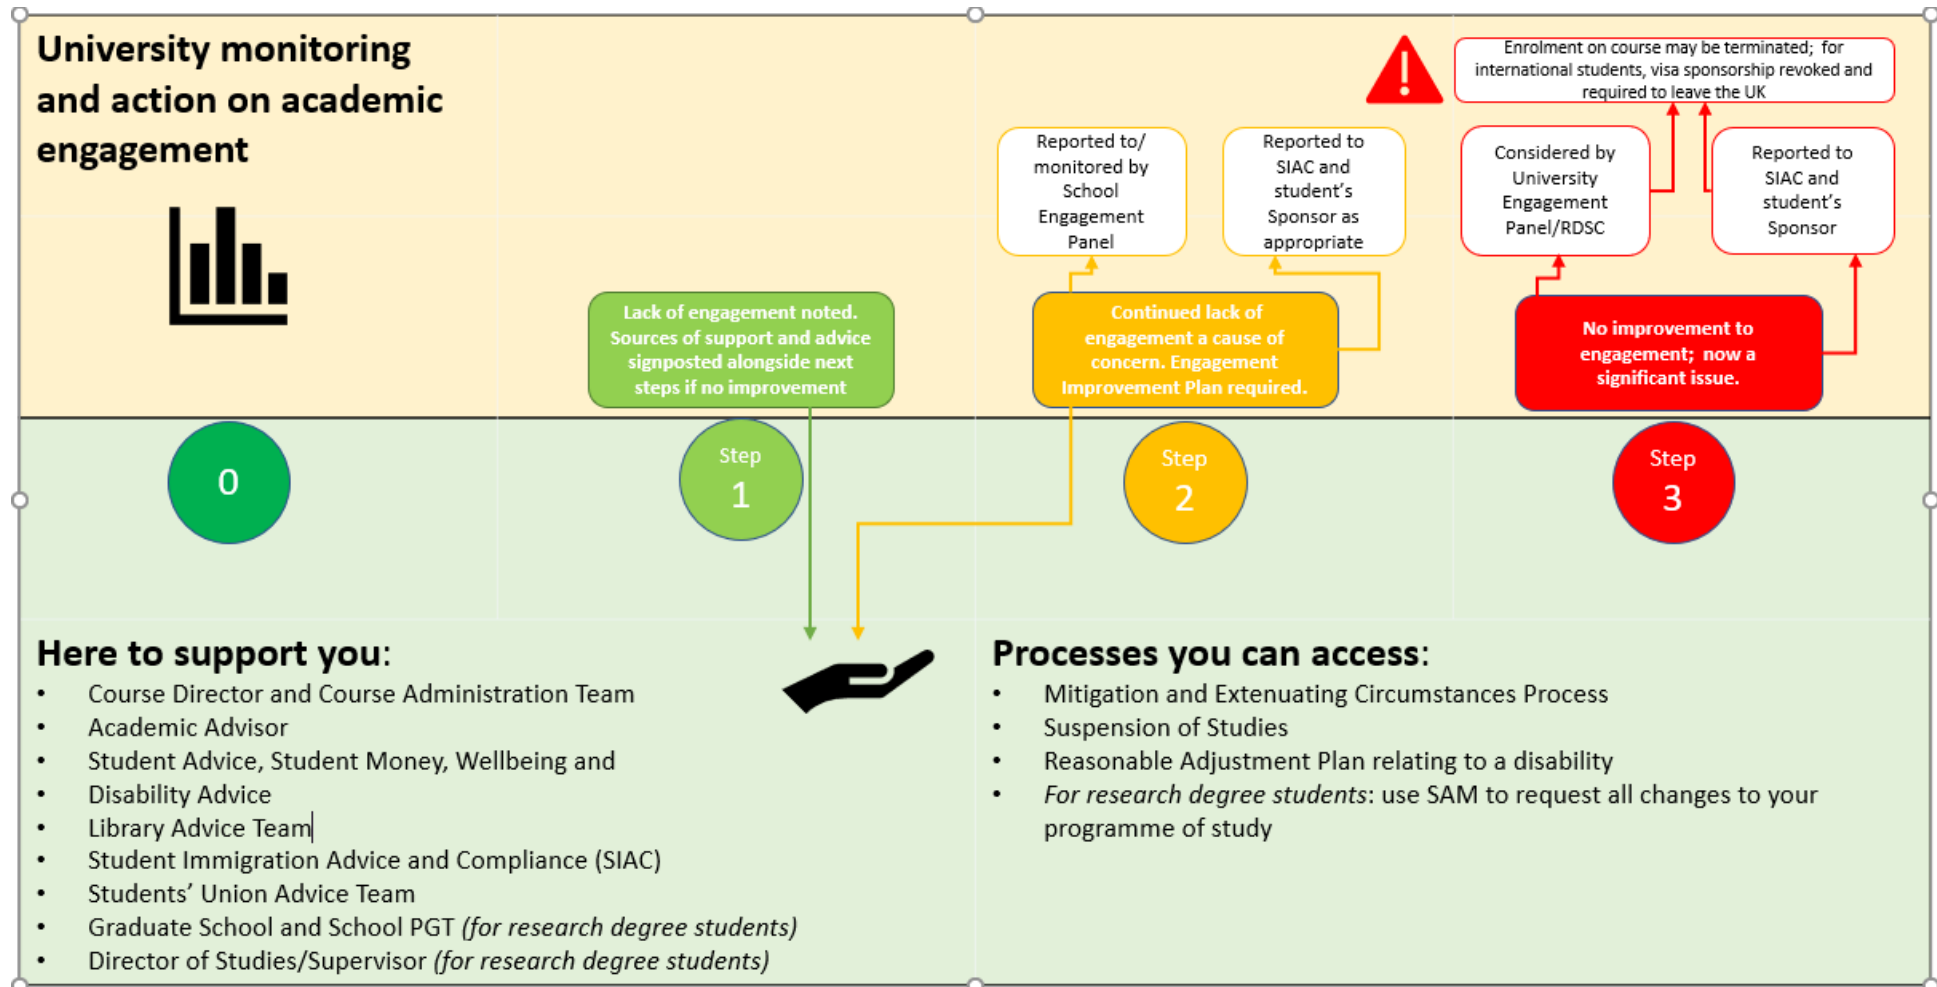 University monitoring
and action on academic
engagement
Enrolment on course may be terminated; for
international students, visa sponsorship revoked and
required to leave the UK
Reported to/
monitored by
School
Engagement
Panel
Reported to
SIAC and
student's
Sponsor as
appropriate
Considered by
University
Engagement
Panel/RDSC
Reported to
SIAC and
student's
Sponsor
Lack of engagement noted.
Sources of support and advice
signposted alongside next
steps if no improvement
Continued lack of
engagement a cause of
concern. Engagement
Improvement Plan required.
No improvement to
engagement; now a
significant issue.
0
Step
1
Step
2
Step
3
Here to support you:
• Course Director and Course Administration Team
• Academic Advisor
• Student Advice, Student Money, Wellbeing and
• Disability Advice
• Library Advice Team
• Student Immigration Advice and Compliance (SIAC)
• Students' Union Advice Team
• Graduate School and School PGT (for research degree students)
• Director of Studies/Supervisor (for research degree students)
Processes you can access:
• Mitigation and Extenuating Circumstances Process
• Suspension of Studies
• Reasonable Adjustment Plan relating to a disability
• For research degree students: use SAM to request all changes to your
programme of study